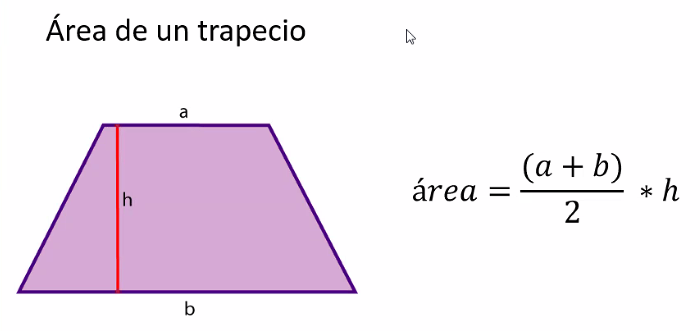 Área de un trapecio
a
h
b
área = (a + b)
2
* h